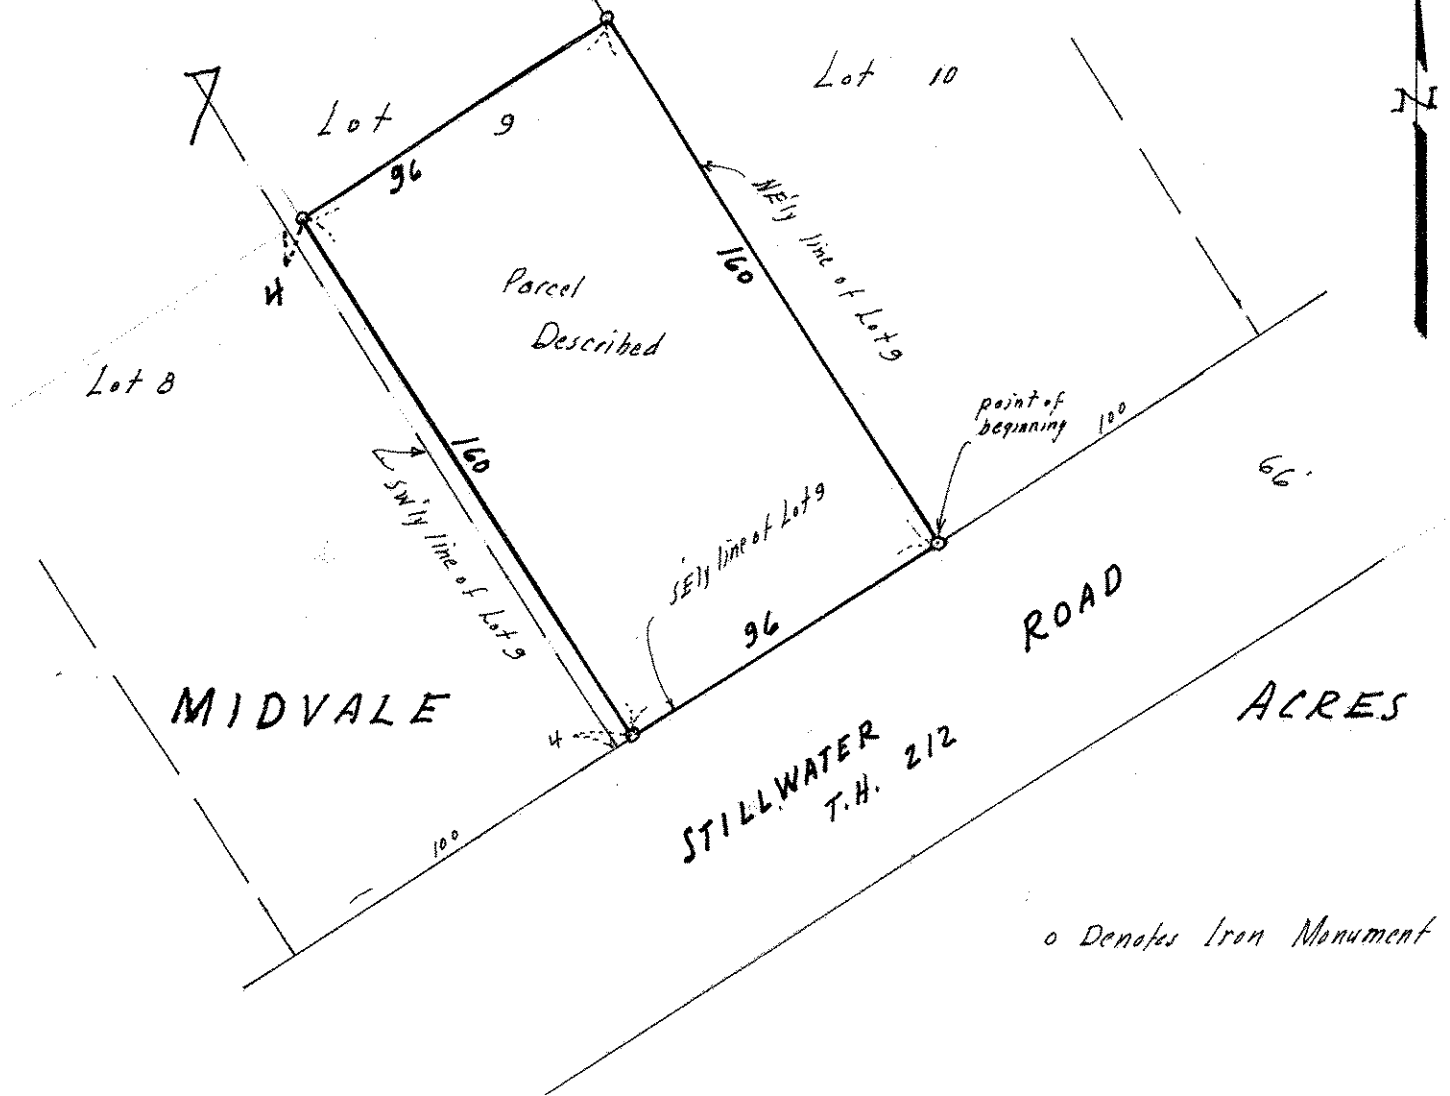 Lot 10
N
Lot 9
96
NE'ly line of Lot 9
160
4
Parcel
Described
Lot 8
point of
beginning
100
160
66.
SW'ly line of Lot 9
SE'ly line of Lot 9
96
ROAD
MIDVALE
ACRES
4
STILLWATER
T.H. 212
100
o Denotes Iron Monument